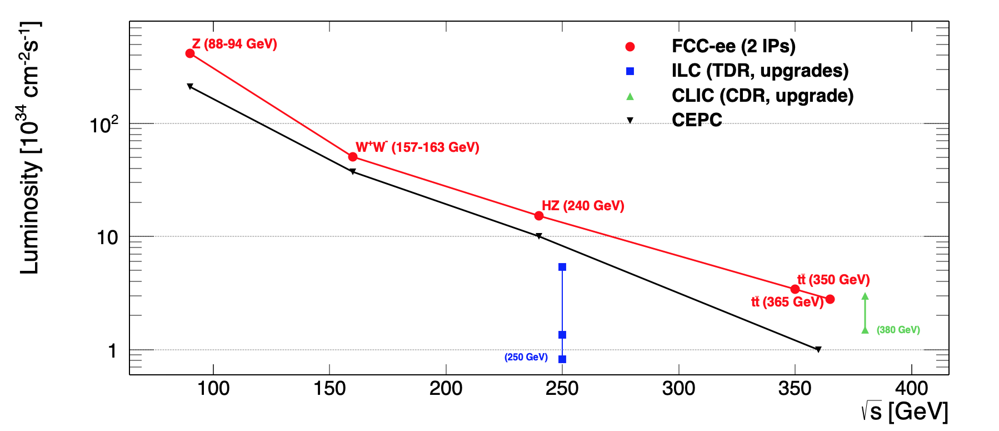 Luminosity [10³⁴ cm⁻²s⁻¹]
10²
10
1
Z (88-94 GeV)
W⁺W⁻ (157-163 GeV)
HZ (240 GeV)
tt̄ (350 GeV)
tt̄ (365 GeV)
(250 GeV)
(380 GeV)
FCC-ee (2 IPs)
ILC (TDR, upgrades)
CLIC (CDR, upgrade)
CEPC
100 150 200 250 300 350 400
√s [GeV]